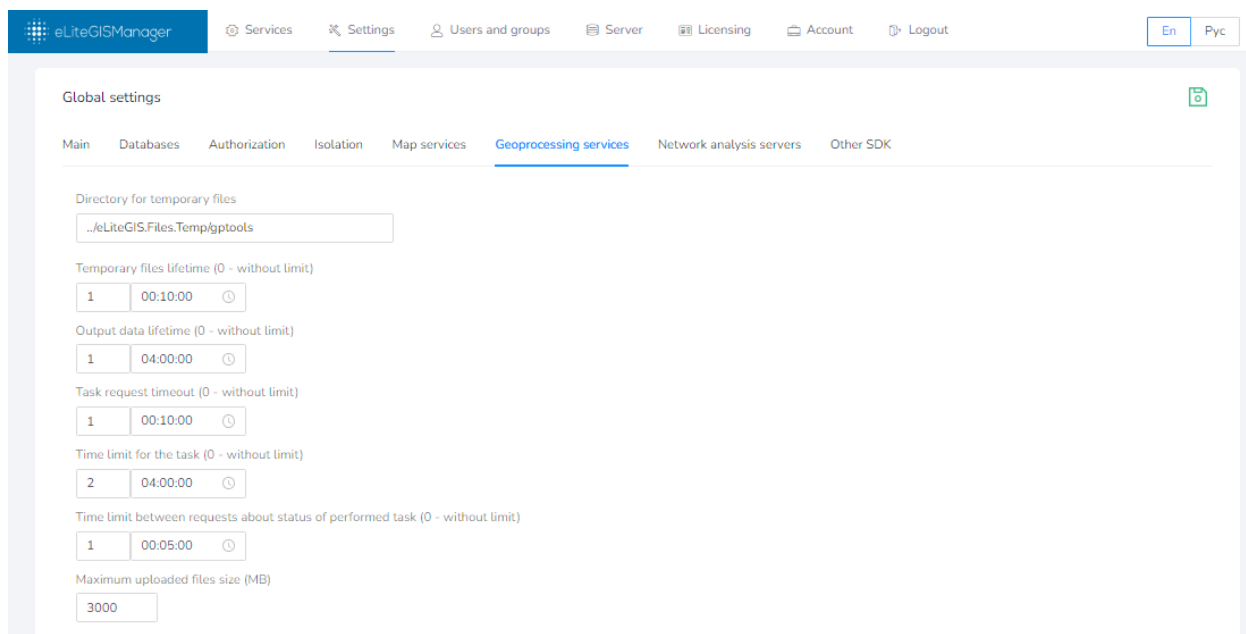 eLiteGISManager Services Settings Users and groups Server Licensing Account Logout En Рус
Global settings
Main Databases Authorization Isolation Map services Geoprocessing services Network analysis servers Other SDK
Directory for temporary files
../eLiteGIS.Files.Temp/gptools
Temporary files lifetime (0 - without limit)
1 00:10:00
Output data lifetime (0 - without limit)
1 04:00:00
Task request timeout (0 - without limit)
1 00:10:00
Time limit for the task (0 - without limit)
2 04:00:00
Time limit between requests about status of performed task (0 - without limit)
1 00:05:00
Maximum uploaded files size (MB)
3000